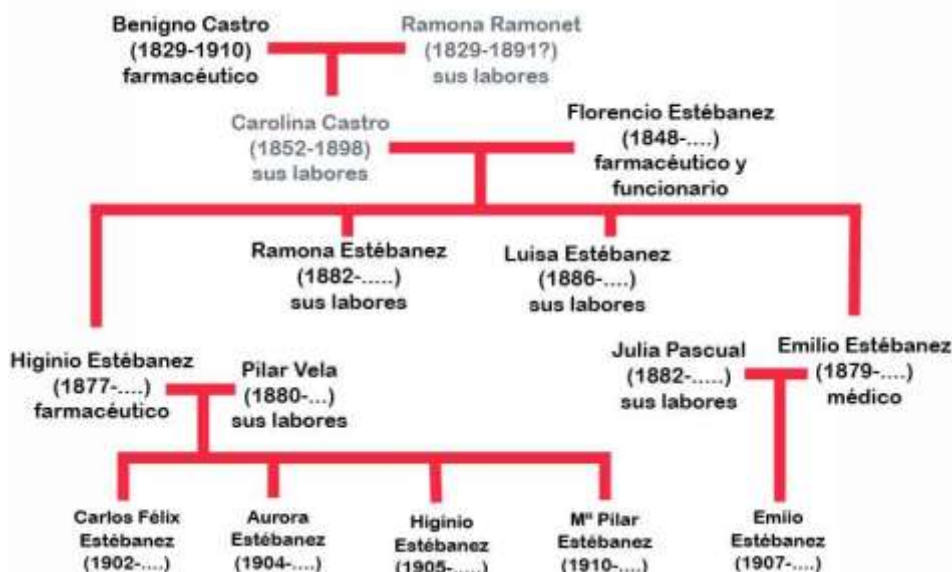 Benigno Castro
(1829-1910)
farmacéutico
Ramona Ramonet
(1829-1891?)
sus labores
Carolina Castro
(1852-1898)
sus labores
Florencio Estébanez
(1848-....)
farmacéutico y
funcionario
Ramona Estébanez
(1882-.....)
sus labores
Luisa Estébanez
(1886-....)
sus labores
Higinio Estébanez
(1877-....)
farmacéutico
Pilar Vela
(1880-...)
sus labores
Julia Pascual
(1882-.....)
sus labores
Emilio Estébanez
(1879-....)
médico
Carlos Félix
Estébanez
(1902-....)
Aurora
Estébanez
(1904-....)
Higinio
Estébanez
(1905-.....)
Mª Pilar
Estébanez
(1910-....)
Emiio
Estébanez
(1907-....)